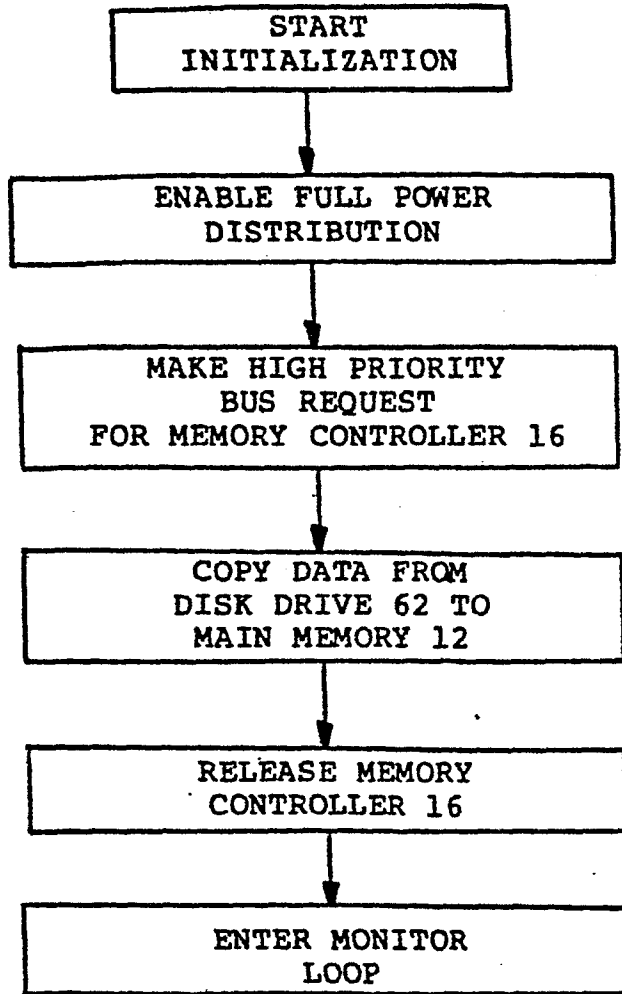 START
INITIALIZATION
ENABLE FULL POWER
DISTRIBUTION
MAKE HIGH PRIORITY
BUS REQUEST
FOR MEMORY CONTROLLER 16
COPY DATA FROM
DISK DRIVE 62 TO
MAIN MEMORY 12
RELEASE MEMORY
CONTROLLER 16
ENTER MONITOR
LOOP